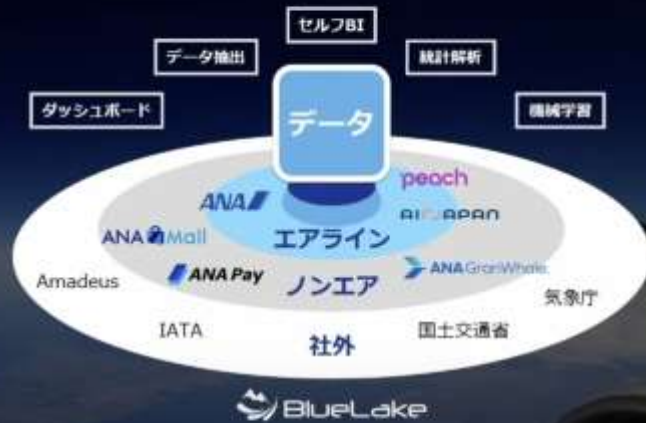 セルフBI
データ抽出
統計解析
ダッシュボード
機械学習
データ
peach
ANA
AIRJAPAN
エアライン
ANA Mall
ANA Pay
ノンエア
ANA GranWhale
Amadeus
気象庁
IATA
社外
国土交通省
BlueLake